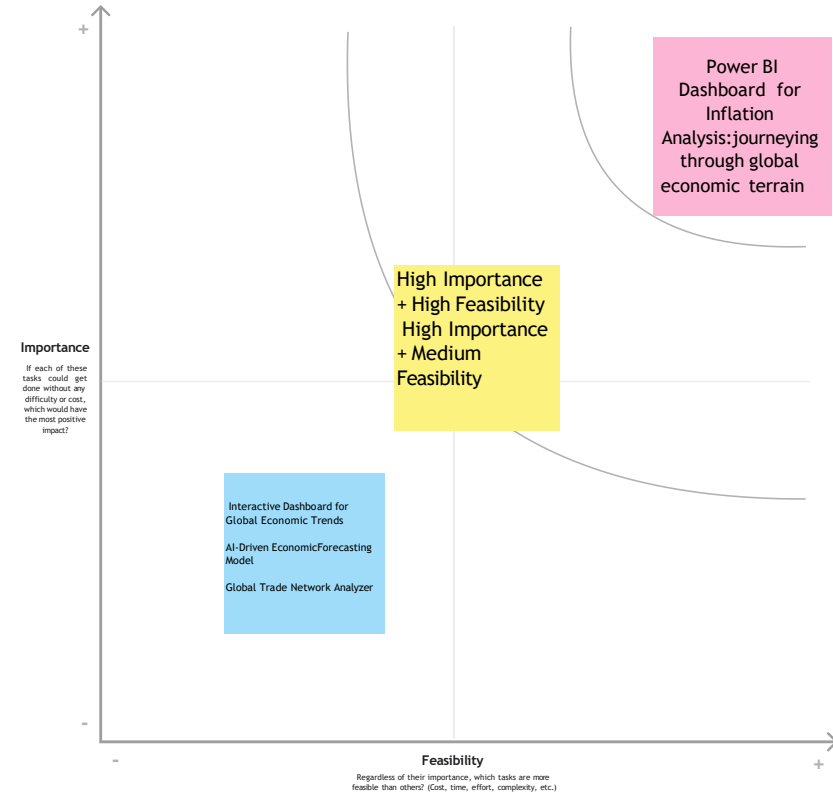 +
Power BI
Dashboard for
Inflation
Analysis:journeying
through global
economic terrain
High Importance
+ High Feasibility
High Importance
+ Medium
Feasibility
Importance
If each of these
tasks could get
done without any
difficulty or cost,
which would have
the most positive
impact?
Interactive Dashboard for
Global Economic Trends
AI-Driven EconomicForecasting
Model
Global Trade Network Analyzer
-
-
Feasibility
+
Regardless of their importance, which tasks are more
feasible than others? (Cost, time, effort, complexity, etc.)